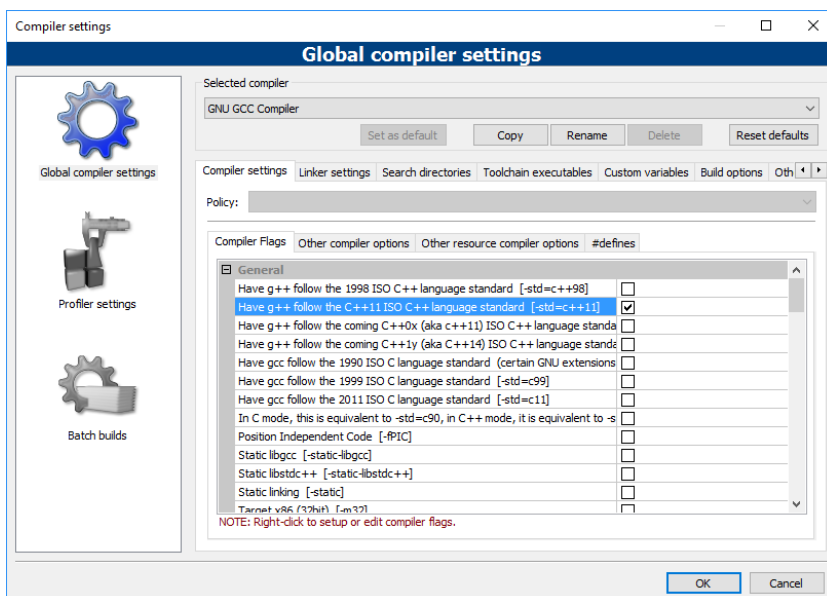 Compiler settings
Global compiler settings
Global compiler settings
Profiler settings
Batch builds
Selected compiler
GNU GCC Compiler
Set as default Copy Rename Delete Reset defaults
Compiler settings Linker settings Search directories Toolchain executables Custom variables Build options Oth
Policy:
Compiler Flags Other compiler options Other resource compiler options #defines
General
Have g++ follow the 1998 ISO C++ language standard [-std=c++98]
Have g++ follow the C++11 ISO C++ language standard [-std=c++11]
Have g++ follow the coming C++0x (aka c++11) ISO C++ language standa
Have g++ follow the coming C++1y (aka C++14) ISO C++ language standa
Have gcc follow the 1990 ISO C language standard (certain GNU extensions
Have gcc follow the 1999 ISO C language standard [-std=c99]
Have gcc follow the 2011 ISO C language standard [-std=c11]
In C mode, this is equivalent to -std=c90, in C++ mode, it is equivalent to -s
Position Independent Code [-fPIC]
Static libgcc [-static-libgcc]
Static libstdc++ [-static-libstdc++]
Static linking [-static]
Target x86 (32bit) [-m32]
NOTE: Right-click to setup or edit compiler flags.
OK Cancel